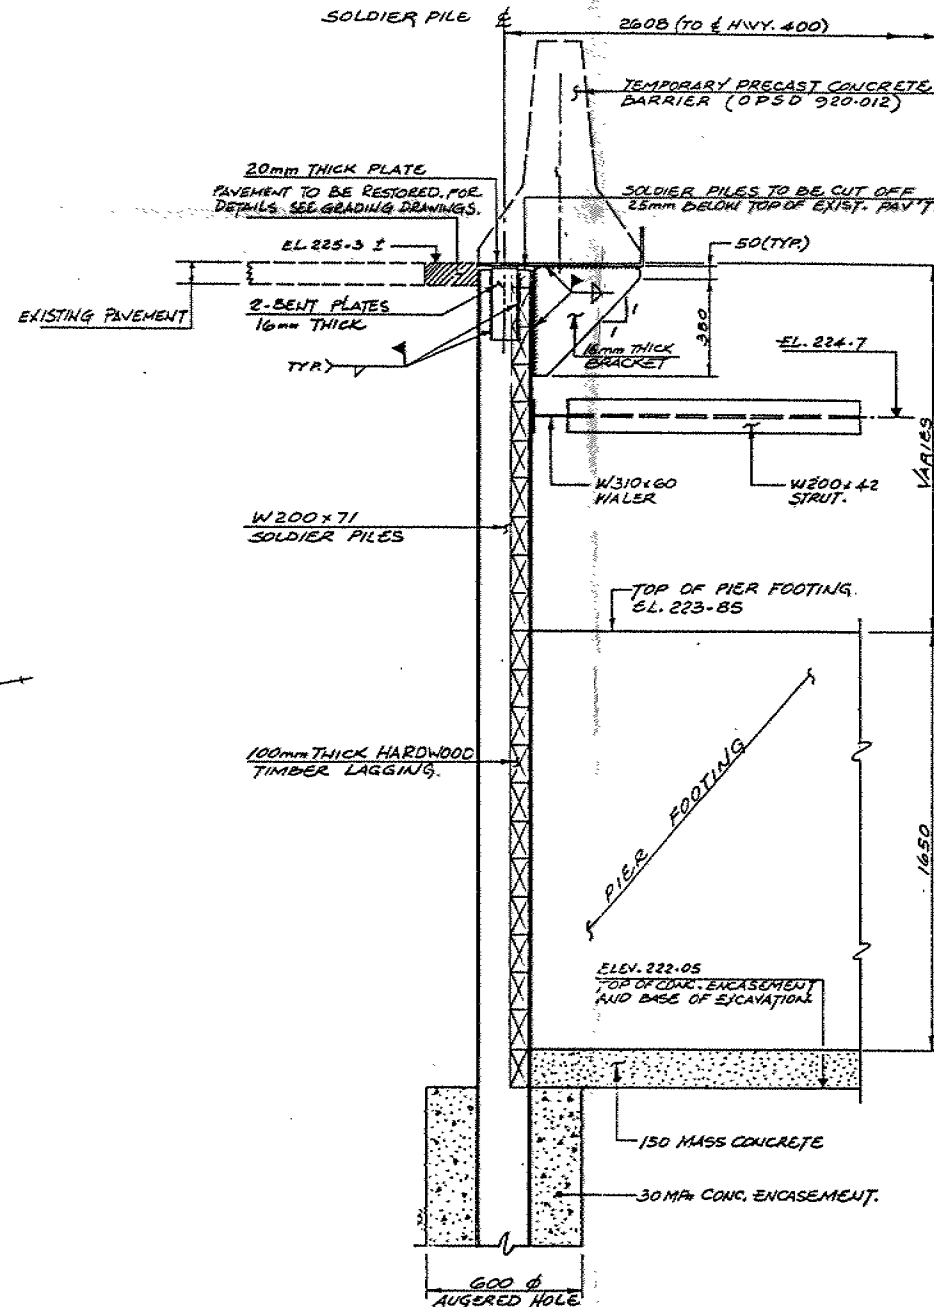 SOLDIER PILE ℄
2608 (TO ℄ HWY. 400)
TEMPORARY PRECAST CONCRETE
BARRIER (OPSD 920.012)
20mm THICK PLATE
PAVEMENT TO BE RESTORED. FOR
DETAILS SEE GRADING DRAWINGS.
SOLDIER PILES TO BE CUT OFF
25mm BELOW TOP OF EXIST. PAV'T.
EL. 225.3 ±
50 (TYP.)
EXISTING PAVEMENT
2-BENT PLATES
16mm THICK
TYP.
1
1
16mm THICK
BRACKET
380
EL. 224.7
VARIES
W310x60
WALER
W200x42
STRUT.
W200x71
SOLDIER PILES
TOP OF PIER FOOTING.
EL. 223.85
100mm THICK HARDWOOD
TIMBER LAGGING.
PIER FOOTING
1650
ELEV. 222.05
TOP OF CONC. ENCASEMENT
AND BASE OF EXCAVATION.
150 MASS CONCRETE
30 MPa CONC. ENCASEMENT.
600 Ø
AUGERED HOLE